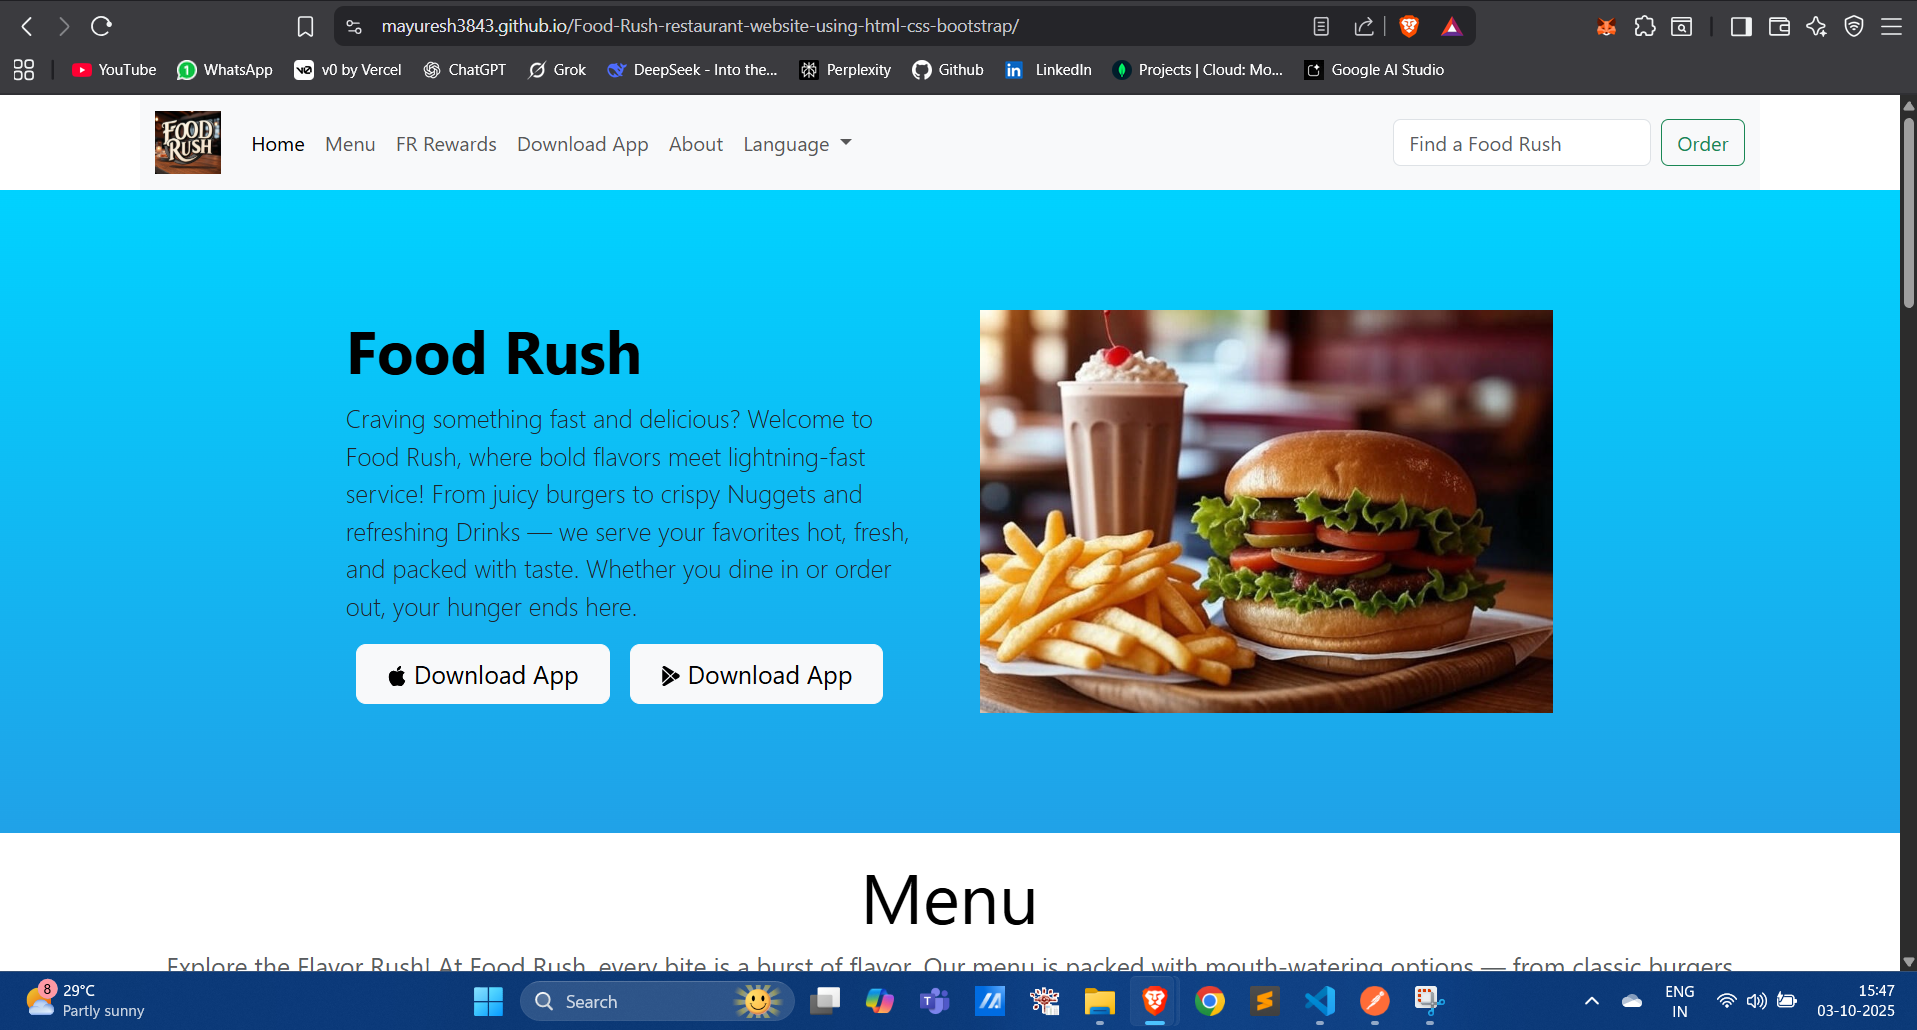 mayuresh3843.github.io/Food-Rush-restaurant-website-using-html-css-bootstrap/
YouTube
1
WhatsApp
v0 by Vercel
ChatGPT
Grok
DeepSeek - Into the...
Perplexity
Github
in
LinkedIn
Projects | Cloud: Mo...
Google AI Studio
FOOD
RUSH
Home
Menu
FR Rewards
Download App
About
Language
Find a Food Rush
Order
Food Rush
Craving something fast and delicious? Welcome to
Food Rush, where bold flavors meet lightning-fast
service! From juicy burgers to crispy Nuggets and
refreshing Drinks — we serve your favorites hot, fresh,
and packed with taste. Whether you dine in or order
out, your hunger ends here.
Download App
Download App
Menu
Explore the Flavor Rush! At Food Rush, every bite is a burst of flavor. Our menu is packed with mouth-watering options — from classic burgers
8
29°C
Partly sunny
Search
ENG
IN
15:47
03-10-2025